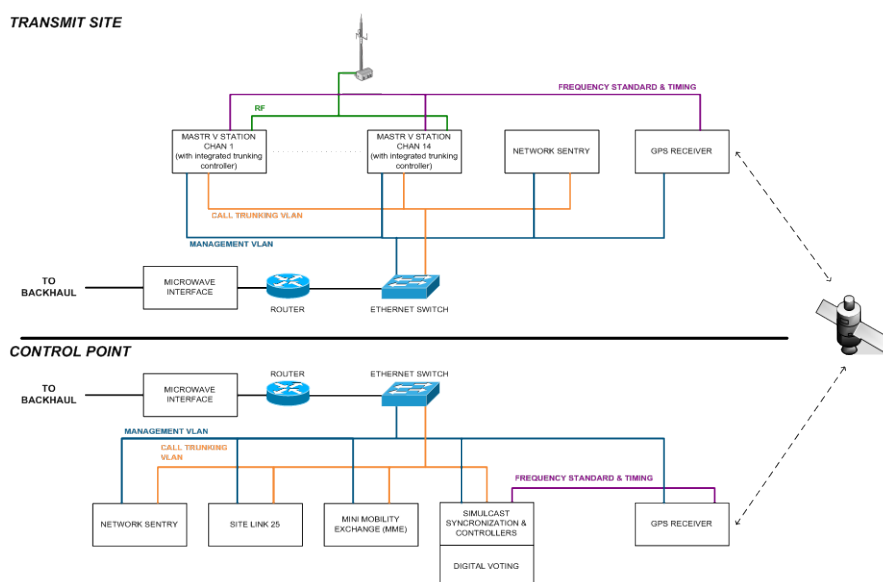 TRANSMIT SITE
FREQUENCY STANDARD & TIMING
RF
MASTR V STATION
CHAN 1
(with integrated trunking
controller)
MASTR V STATION
CHAN 14
(with integrated trunking
controller)
NETWORK SENTRY
GPS RECEIVER
CALL TRUNKING VLAN
MANAGEMENT VLAN
TO
BACKHAUL
MICROWAVE
INTERFACE
ROUTER
ETHERNET SWITCH
CONTROL POINT
TO
BACKHAUL
MICROWAVE
INTERFACE
ROUTER
ETHERNET SWITCH
MANAGEMENT VLAN
CALL TRUNKING
VLAN
FREQUENCY STANDARD & TIMING
NETWORK SENTRY
SITE LINK 25
MINI MOBILITY
EXCHANGE (MME)
SIMULCAST
SYNCRONIZATION &
CONTROLLERS
DIGITAL VOTING
GPS RECEIVER